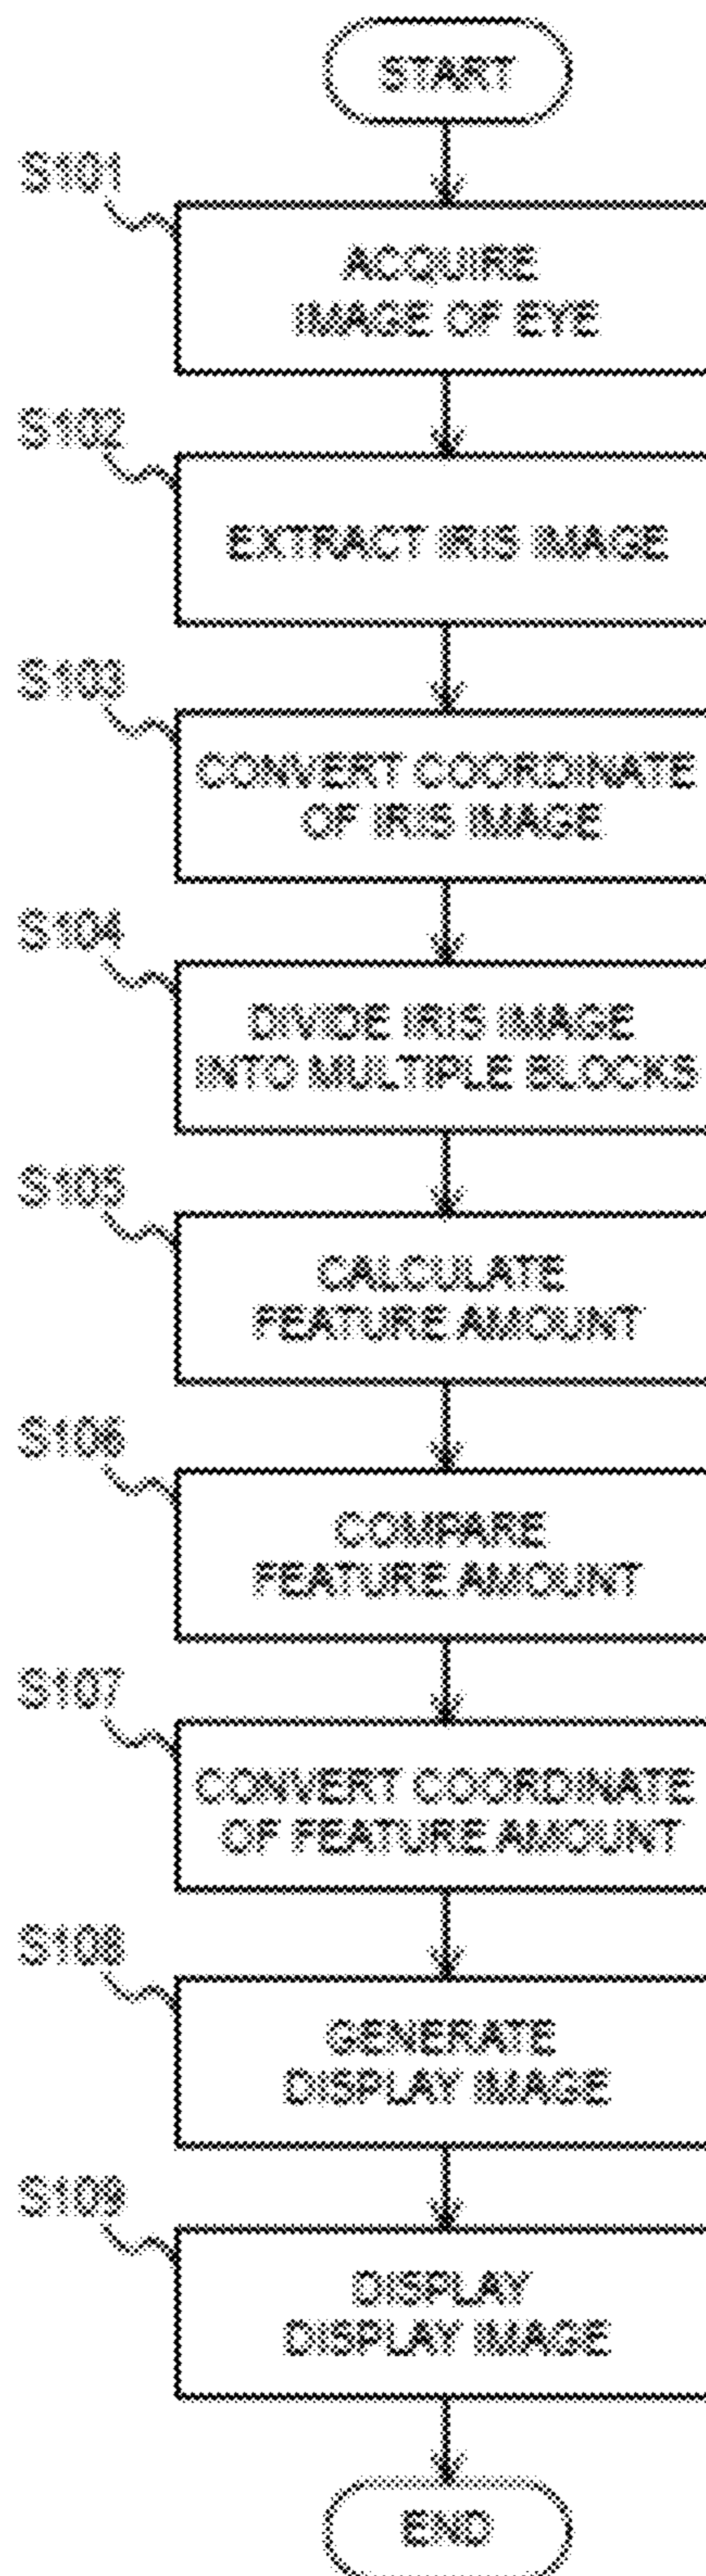 START
S101
ACQUIRE
IMAGE OF EYE
S102
EXTRACT IRIS IMAGE
S103
CONVERT COORDINATE
OF IRIS IMAGE
S104
DIVIDE IRIS IMAGE
INTO MULTIPLE BLOCKS
S105
CALCULATE
FEATURE AMOUNT
S106
COMPARE
FEATURE AMOUNT
S107
CONVERT COORDINATE
OF FEATURE AMOUNT
S108
GENERATE
DISPLAY IMAGE
S109
DISPLAY
DISPLAY IMAGE
END